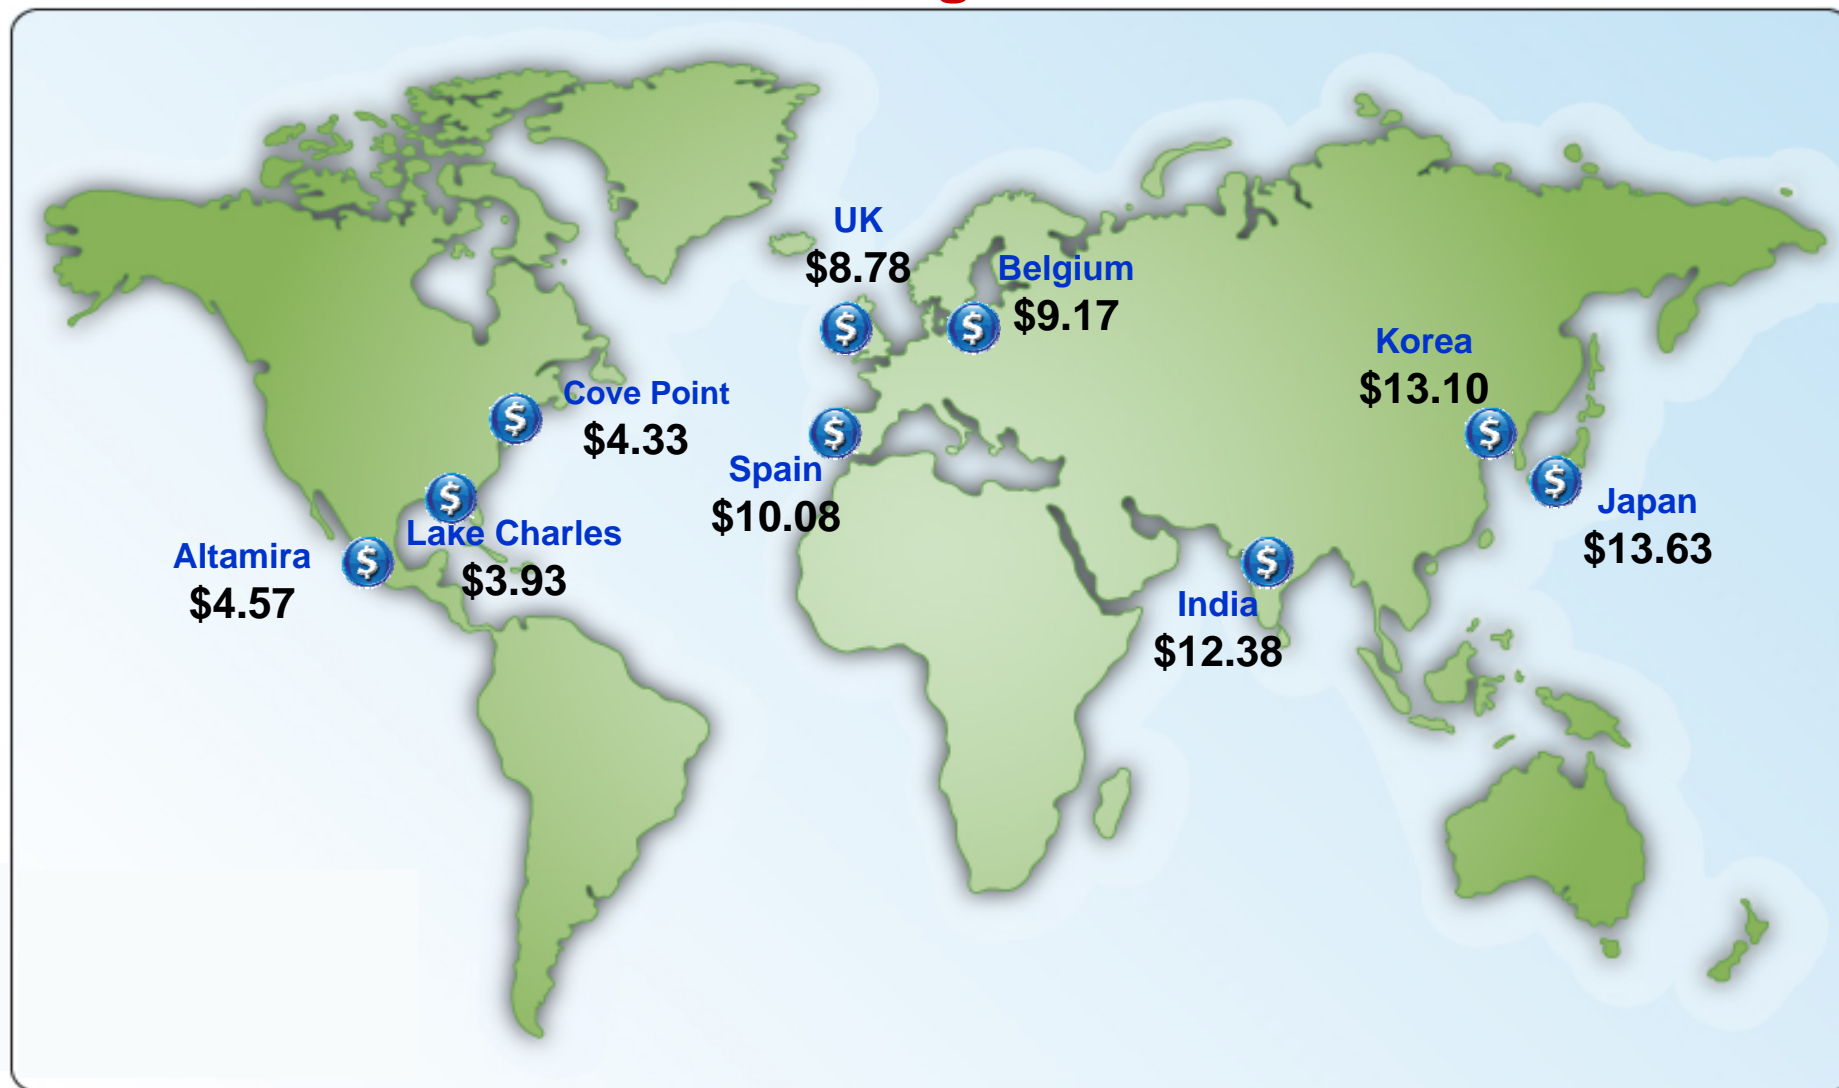 UK
$8.78
Belgium
$9.17
Korea
$13.10
Cove Point
$4.33
Spain
$10.08
Japan
$13.63
Lake Charles
$3.93
Altamira
$4.57
India
$12.38